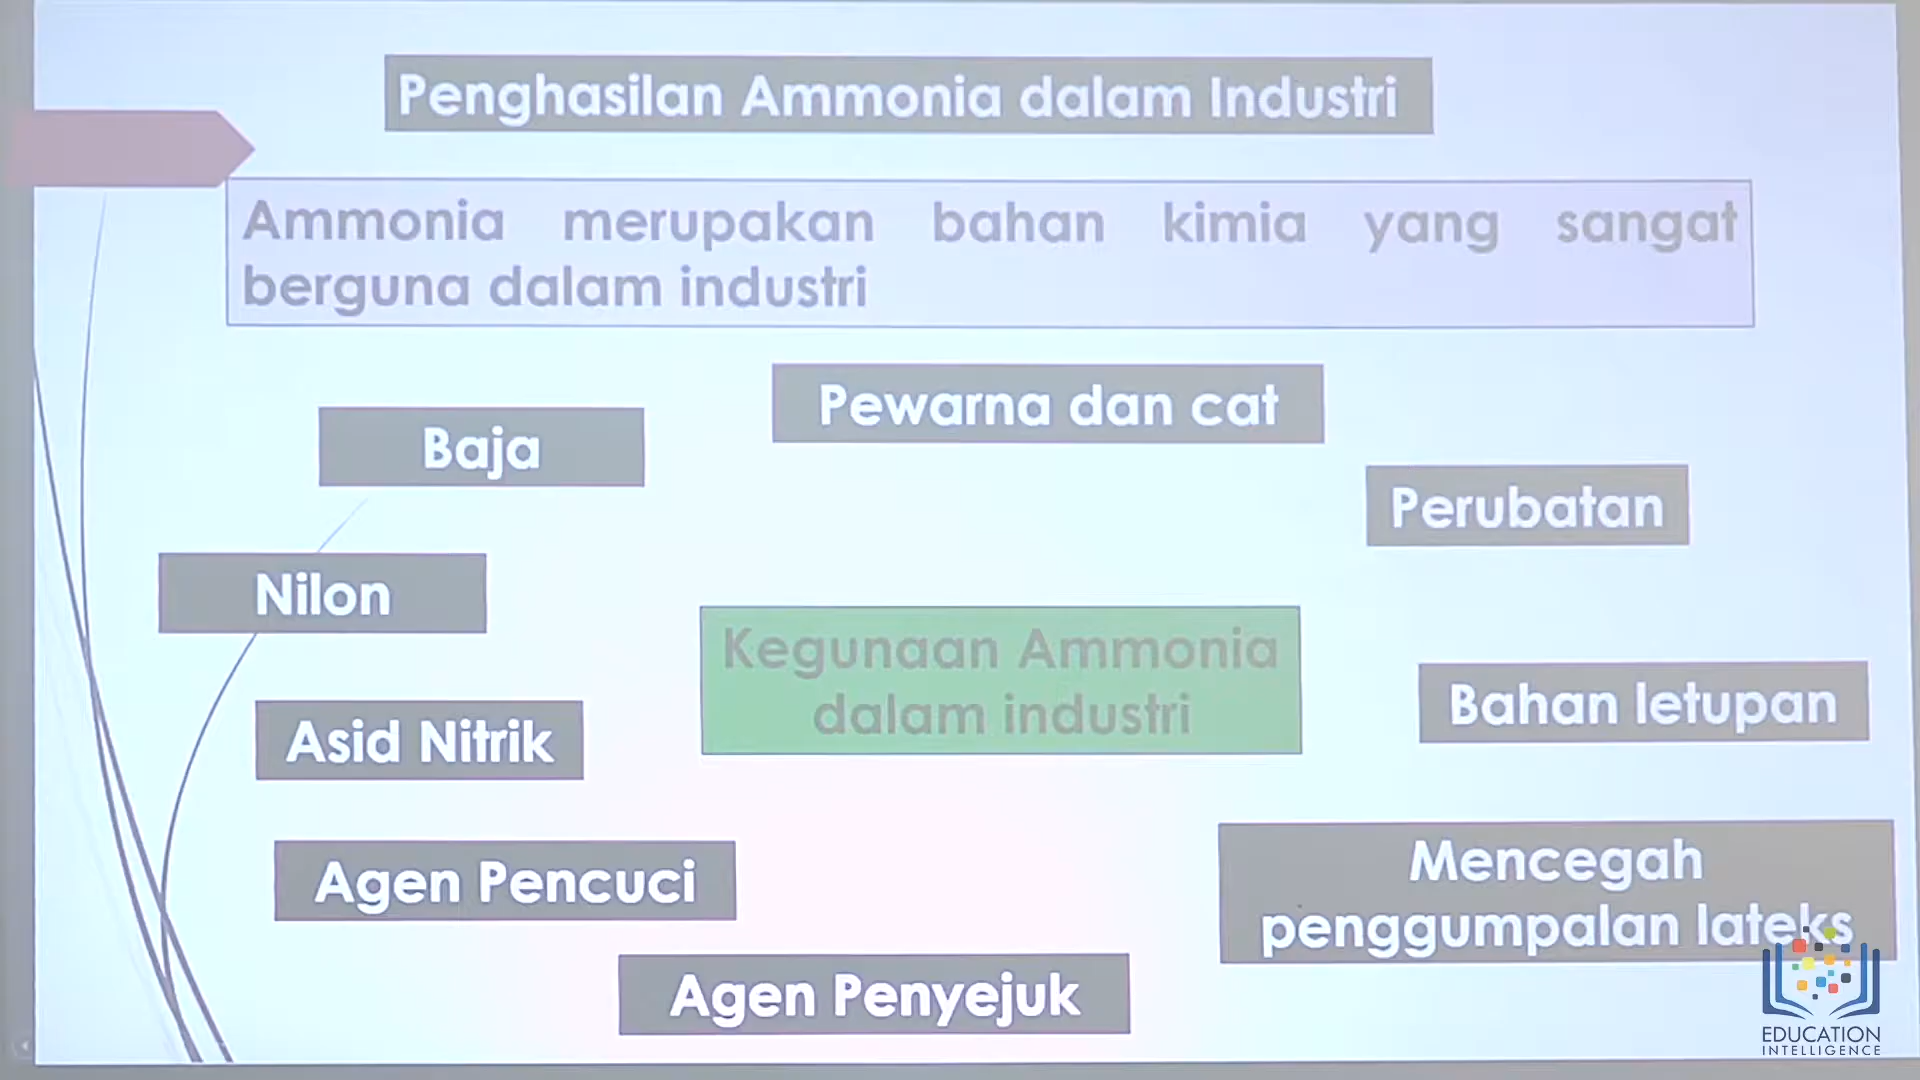 Penghasilan Ammonia dalam Industri
Ammonia merupakan bahan kimia yang sangat
berguna dalam industri
Pewarna dan cat
Baja
Perubatan
Nilon
Kegunaan Ammonia
dalam industri
Bahan letupan
Asid Nitrik
Agen Pencuci
Mencegah
penggumpalan lateks
Agen Penyejuk
EDUCATION
INTELLIGENCE